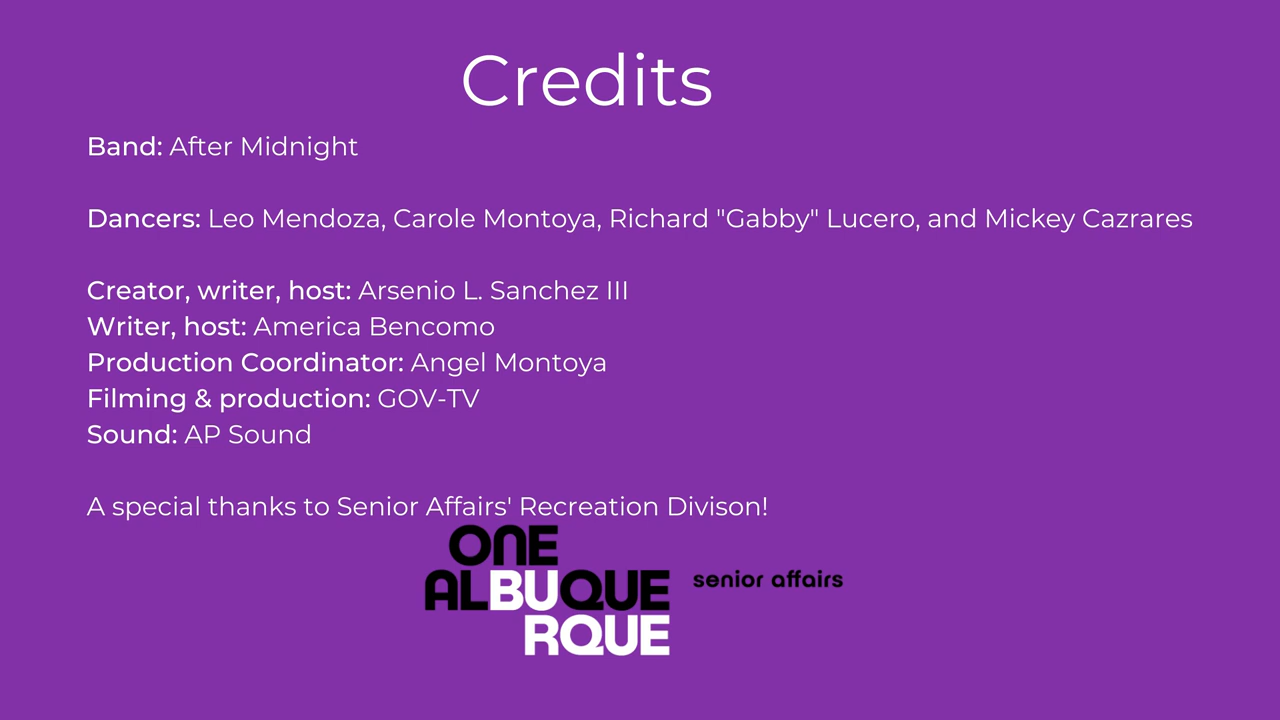 Credits
Band: After Midnight
Dancers: Leo Mendoza, Carole Montoya, Richard "Gabby" Lucero, and Mickey Cazrares
Creator, writer, host: Arsenio L. Sanchez III
Writer, host: America Bencomo
Production Coordinator: Angel Montoya
Filming & production: GOV-TV
Sound: AP Sound
A special thanks to Senior Affairs' Recreation Divison!
ONE
ALBUQUE
RQUE
senior affairs